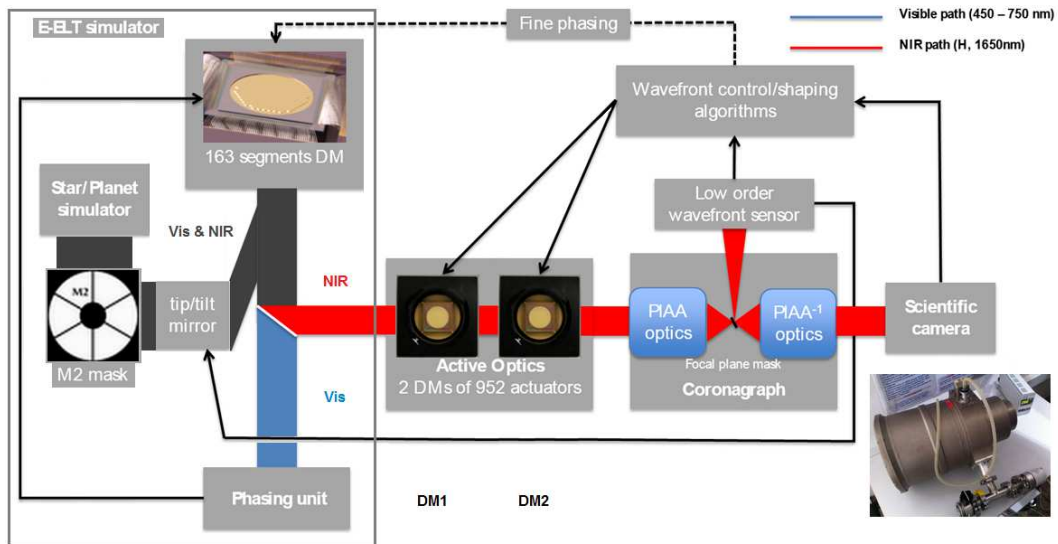 E-ELT simulator
Fine phasing
Visible path (450 – 750 nm)
NIR path (H, 1650nm)
Wavefront control/shaping
algorithms
163 segments DM
Star/Planet
simulator
Vis & NIR
Low order
wavefront sensor
M2
tip/tilt
mirror
NIR
PIAA
optics
PIAA-1
optics
Scientific
camera
M2 mask
Active Optics
2 DMs of 952 actuators
Focal plane mask
Coronagraph
Vis
Phasing unit
DM1
DM2